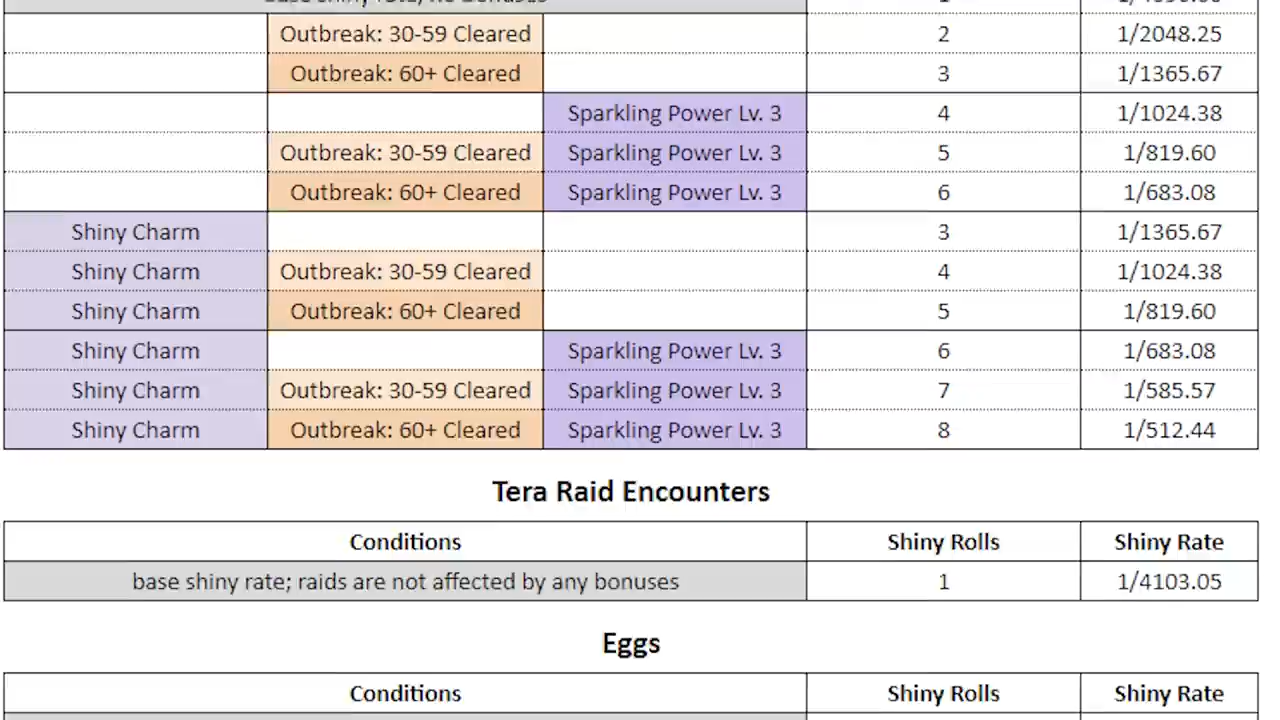 Outbreak: 30-59 Cleared 2 1/2048.25
Outbreak: 60+ Cleared 3 1/1365.67
Sparkling Power Lv. 3 4 1/1024.38
Outbreak: 30-59 Cleared Sparkling Power Lv. 3 5 1/819.60
Outbreak: 60+ Cleared Sparkling Power Lv. 3 6 1/683.08
Shiny Charm 3 1/1365.67
Shiny Charm Outbreak: 30-59 Cleared 4 1/1024.38
Shiny Charm Outbreak: 60+ Cleared 5 1/819.60
Shiny Charm Sparkling Power Lv. 3 6 1/683.08
Shiny Charm Outbreak: 30-59 Cleared Sparkling Power Lv. 3 7 1/585.57
Shiny Charm Outbreak: 60+ Cleared Sparkling Power Lv. 3 8 1/512.44
Tera Raid Encounters
Conditions Shiny Rolls Shiny Rate
base shiny rate; raids are not affected by any bonuses 1 1/4103.05
Eggs
Conditions Shiny Rolls Shiny Rate